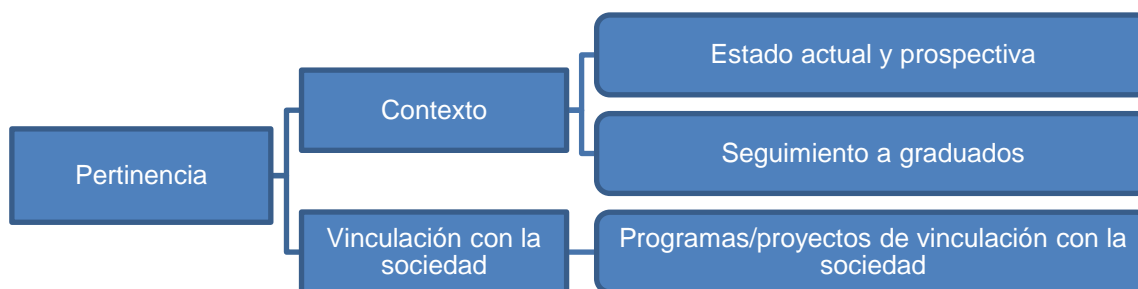 Pertinencia
Contexto
Estado actual y prospectiva
Seguimiento a graduados
Vinculación con la
sociedad
Programas/proyectos de vinculación con la
sociedad